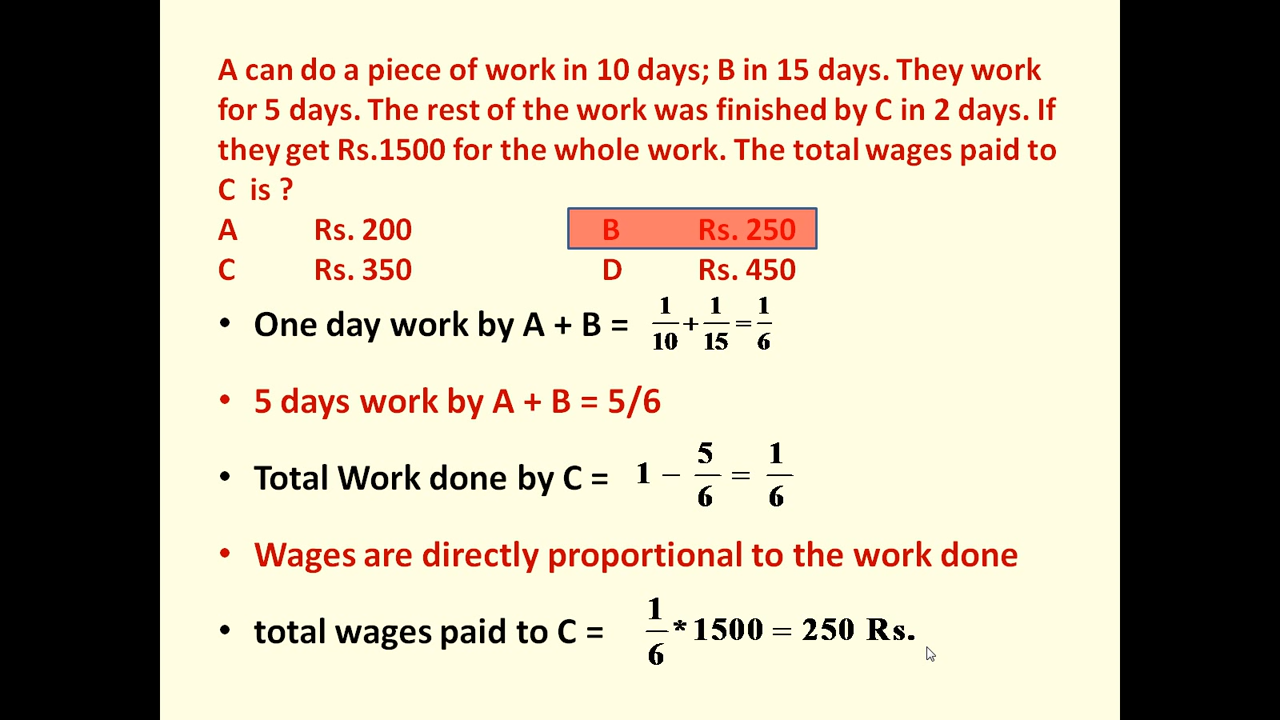 A can do a piece of work in 10 days; B in 15 days. They work
for 5 days. The rest of the work was finished by C in 2 days. If
they get Rs.1500 for the whole work. The total wages paid to
C is ?
A Rs. 200 B Rs. 250
C Rs. 350 D Rs. 450
• One day work by A + B = 1/10 + 1/15 = 1/6
• 5 days work by A + B = 5/6
• Total Work done by C = 1 − 5/6 = 1/6
• Wages are directly proportional to the work done
• total wages paid to C = 1/6 * 1500 = 250 Rs.